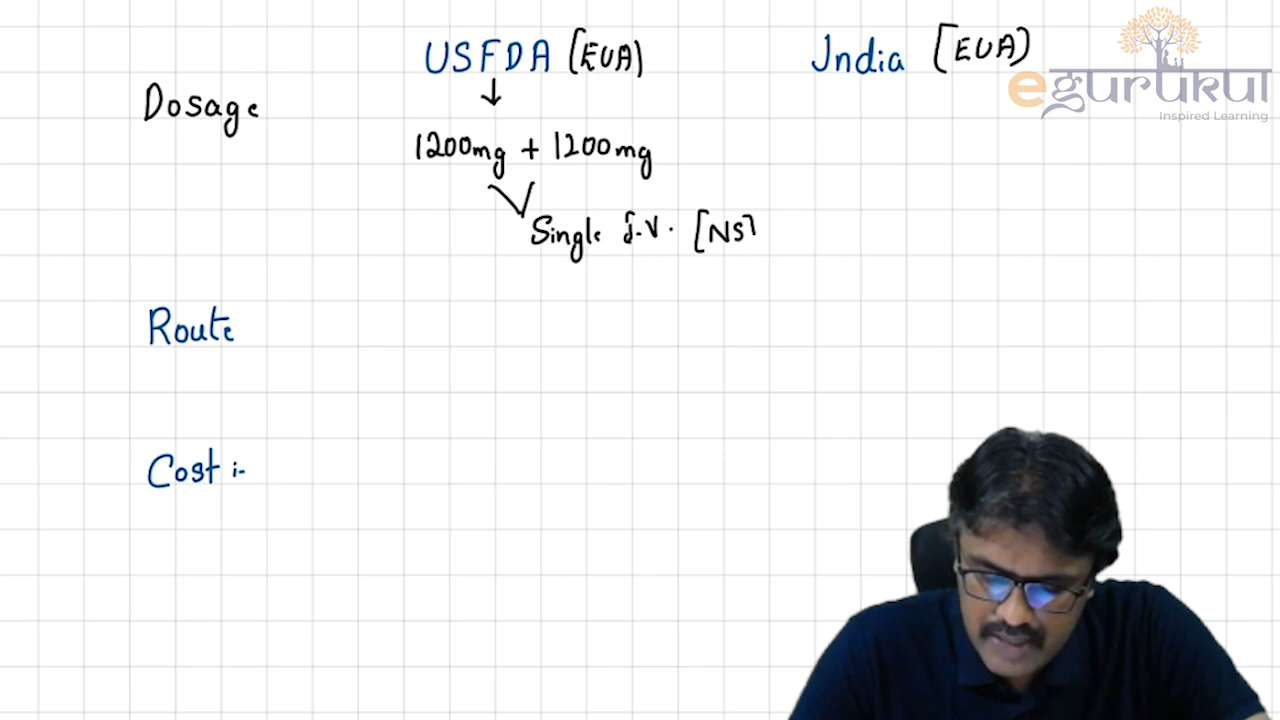 USFDA [EUA)
India [EUA)
egurukul
Inspired Learning
Dosage
↓
1200mg + 1200mg
Single I.V. [NS]
Route
Cost :-